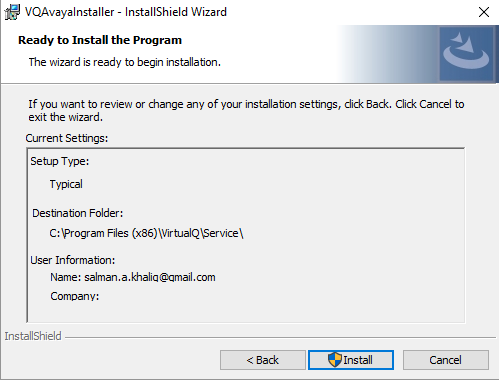 VQAvayaInstaller - InstallShield Wizard
Ready to Install the Program
The wizard is ready to begin installation.
If you want to review or change any of your installation settings, click Back. Click Cancel to
exit the wizard.
Current Settings:
Setup Type:
Typical
Destination Folder:
C:\Program Files (x86)\VirtualQ\Service\
User Information:
Name: salman.a.khaliq@gmail.com
Company:
InstallShield
< Back
Install
Cancel